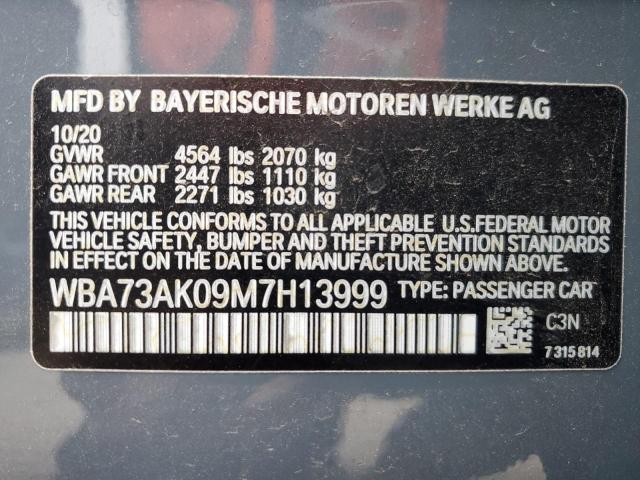 MFD BY BAYERISCHE MOTOREN WERKE AG
10/20
GVWR 4564 lbs 2070 kg
GAWR FRONT 2447 lbs 1110 kg
GAWR REAR 2271 lbs 1030 kg
THIS VEHICLE CONFORMS TO ALL APPLICABLE U.S.FEDERAL MOTOR
VEHICLE SAFETY, BUMPER AND THEFT PREVENTION STANDARDS
IN EFFECT ON THE DATE OF MANUFACTURE SHOWN ABOVE.
WBA73AK09M7H13999 TYPE: PASSENGER CAR
C3N
7315814